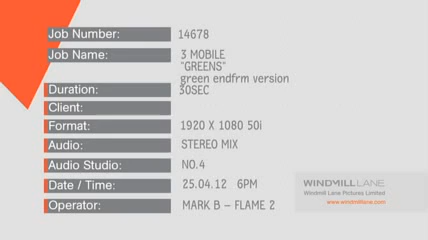 Job Number: 14678
Job Name: 3 MOBILE
"GREENS"
green endfrm version
Duration: 30SEC
Client:
Format: 1920 X 1080 50i
Audio: STEREO MIX
Audio Studio: NO.4
Date / Time: 25.04.12 6PM
Operator: MARK B – FLAME 2
WINDMILLLANE
Windmill Lane Pictures Limited
www.windmilllane.com